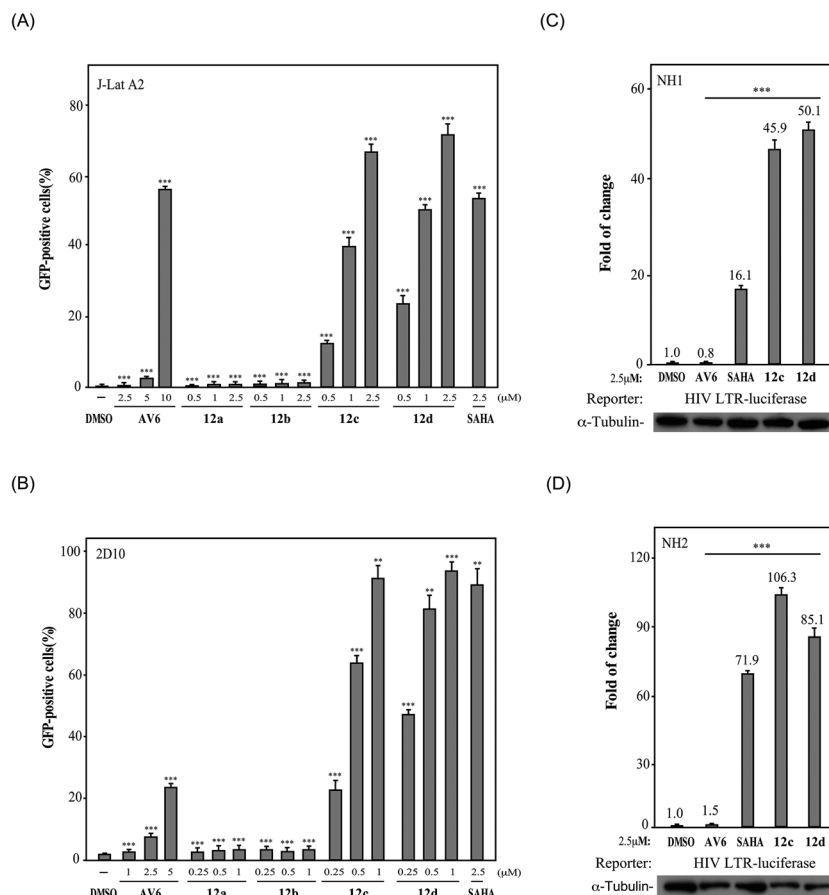 (A)
J-Lat A2
GFP-positive cells(%)
80
60
40
20
0
*** *** *** *** *** *** *** *** *** *** *** *** *** *** *** ***
– 2.5 5 10 0.5 1 2.5 0.5 1 2.5 0.5 1 2.5 0.5 1 2.5 2.5 (μM)
DMSO AV6 12a 12b 12c 12d SAHA
(B)
2D10
GFP-positive cells(%)
100
80
60
40
20
0
*** *** *** *** *** *** *** *** *** *** *** ** *** ** *** **
– 1 2.5 5 0.25 0.5 1 0.25 0.5 1 0.25 0.5 1 0.25 0.5 1 2.5 (μM)
DMSO AV6 12a 12b 12c 12d SAHA
(C)
NH1
***
Fold of change
60
40
20
0
1.0 0.8 16.1 45.9 50.1
2.5μM: DMSO AV6 SAHA 12c 12d
Reporter: HIV LTR-luciferase
α-Tubulin-
(D)
NH2
***
Fold of change
120
90
60
30
0
1.0 1.5 71.9 106.3 85.1
2.5μM: DMSO AV6 SAHA 12c 12d
Reporter: HIV LTR-luciferase
α-Tubulin-